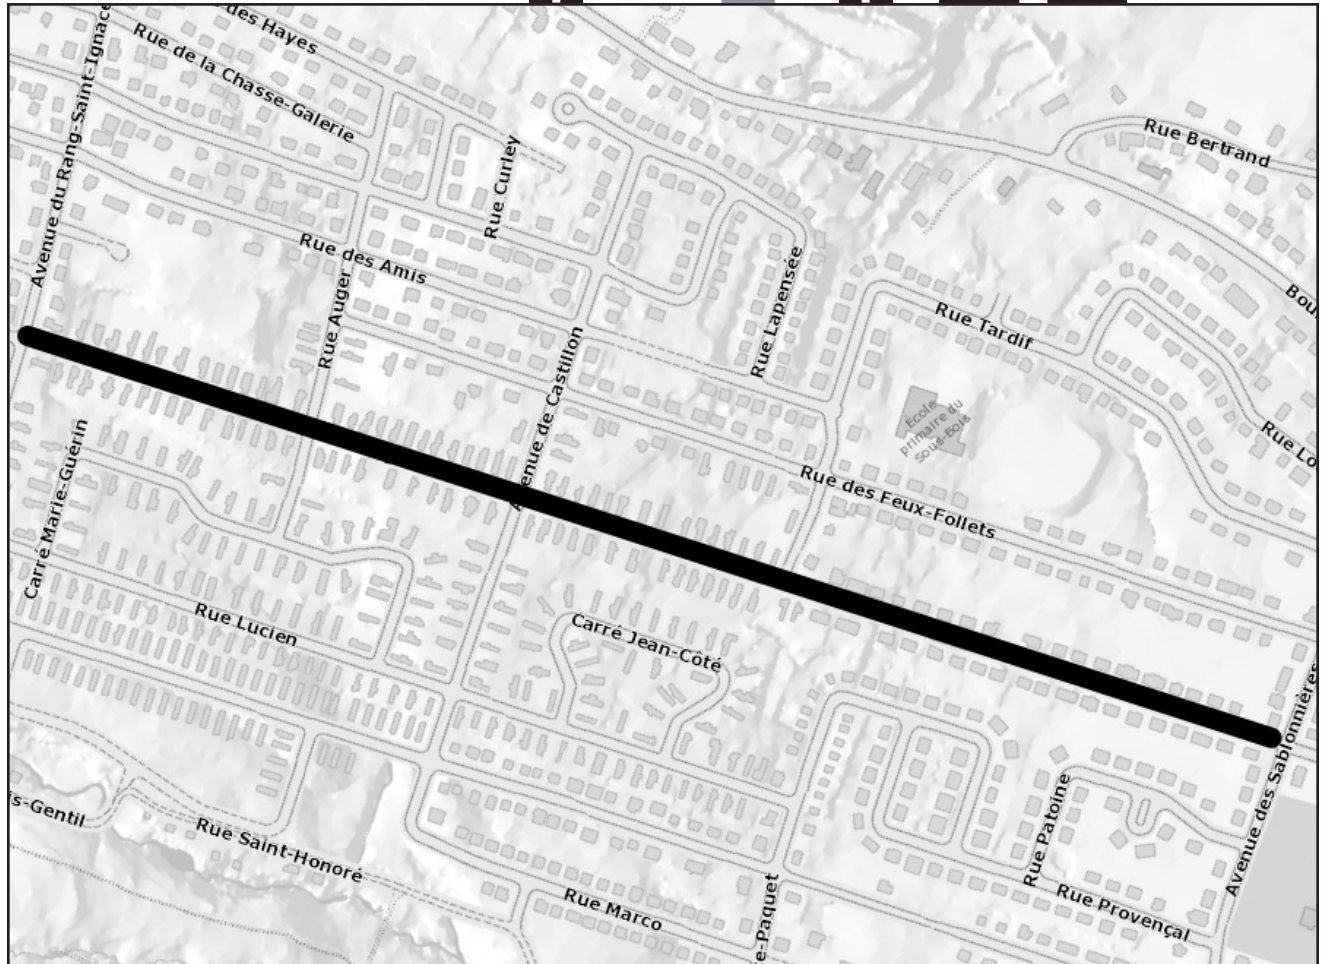 des Hayes
Rue de la Chasse-Galerie
Avenue du Rang-Saint-Ignace
Rue Bertrand
Rue Curley
Rue des Amis
Rue Auger
Rue Lapensée
Rue Tardif
Bou
Avenue de Castillon
École
primaire du
Sous-Bois
Rue Lo
Carré Marie-Guérin
Rue des Feux-Follets
Rue Lucien
Carré Jean-Côté
Avenue des Sablonnières
is-Gentil
Rue Saint-Honoré
Rue Patoine
Rue Marco
e-Paquet
Rue Provençal